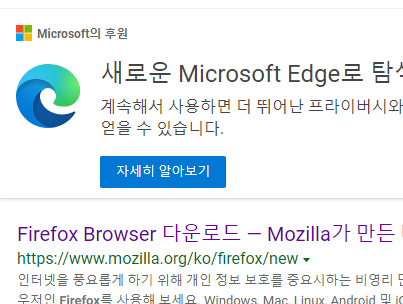 Microsoft의 후원
새로운 Microsoft Edge로 탐
계속해서 사용하면 더 뛰어난 프라이버시와
얻을 수 있습니다.
자세히 알아보기
Firefox Browser 다운로드 — Mozilla가 만든
https://www.mozilla.org/ko/firefox/new
인터넷을 풍요롭게 하기 위해 개인 정보 보호를 중요시하는 비영리
우저인 Firefox를 사용해 보세요. Windows, Mac, Linux, Android 및